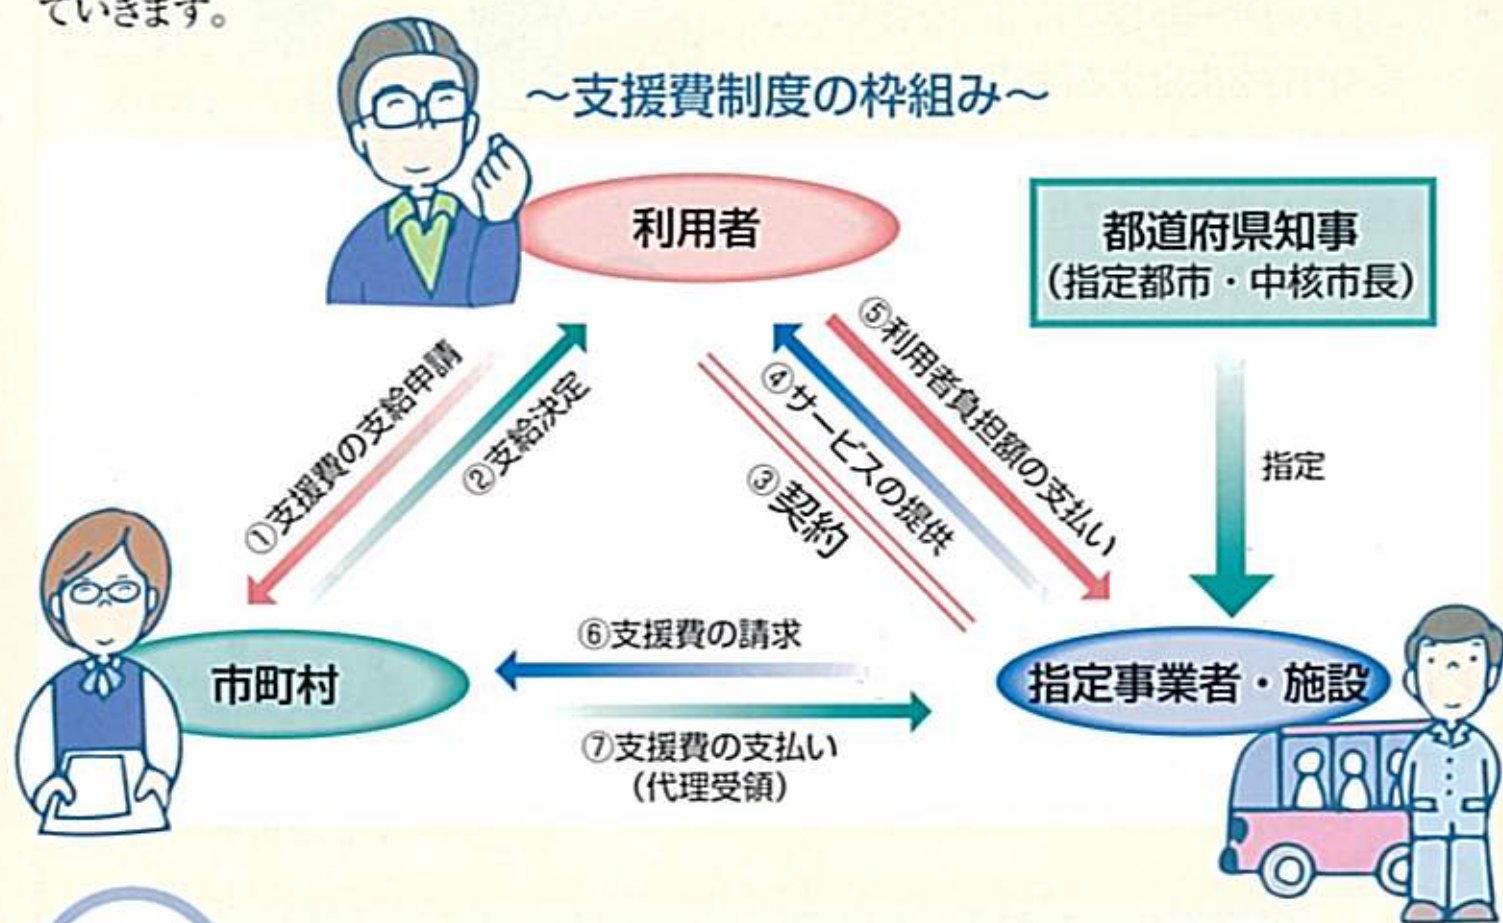 ていきます。
～支援費制度の枠組み～
利用者
都道府県知事
（指定都市・中核市長）
①支援費の支給申請
②支給決定
③契約
④サービスの提供
⑤利用者負担額の支払い
指定
⑥支援費の請求
市町村
指定事業者・施設
⑦支援費の支払い
（代理受領）